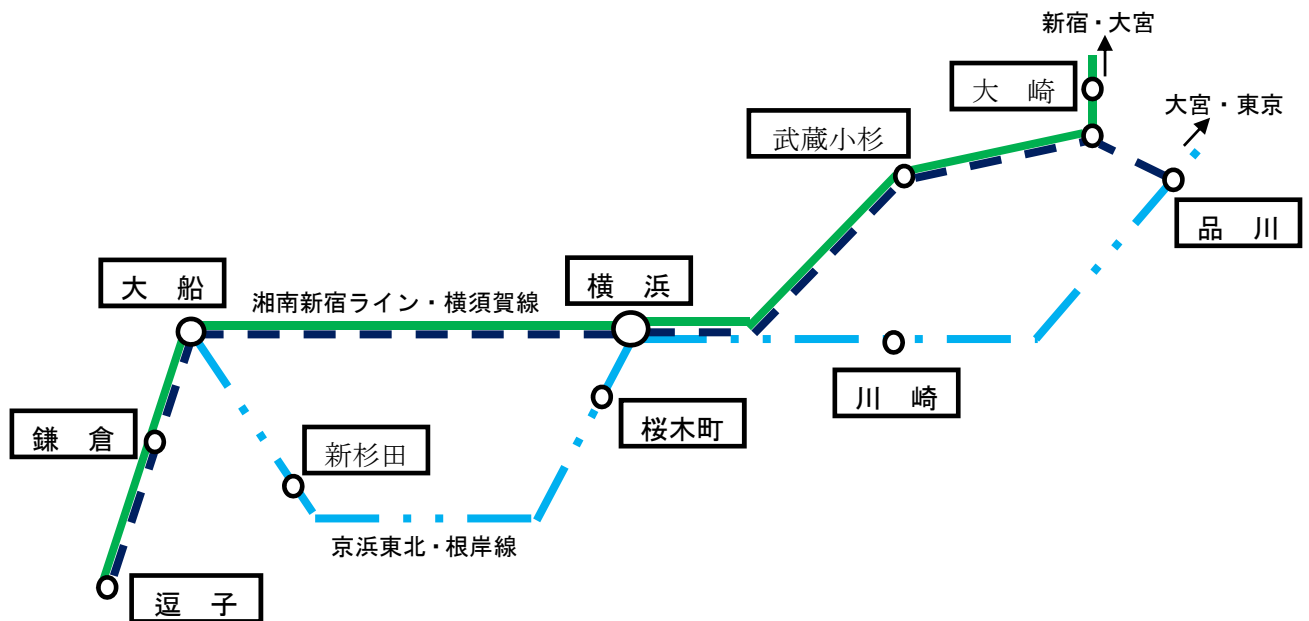 新宿・大宮
大　崎
大宮・東京
武蔵小杉
品　川
大　船
横　浜
湘南新宿ライン・横須賀線
川　崎
鎌　倉
桜木町
新杉田
京浜東北・根岸線
逗　子